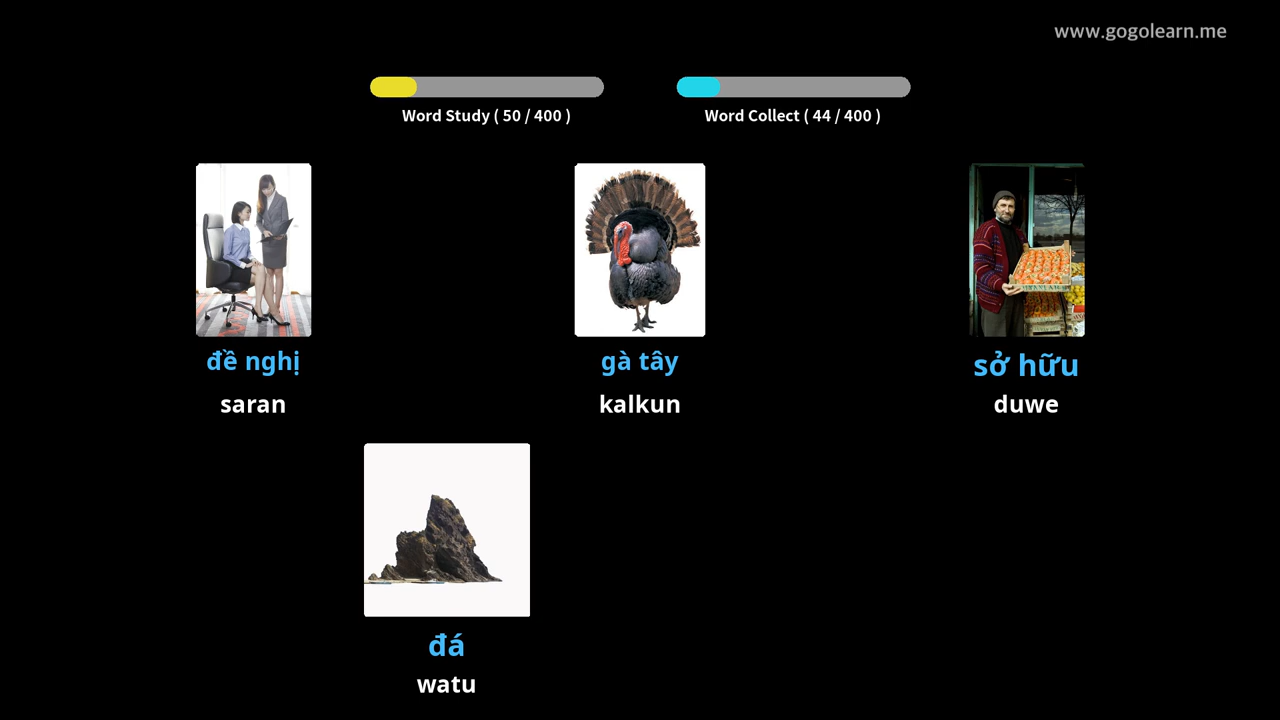 www.gogolearn.me
Word Study ( 50 / 400 )
Word Collect ( 44 / 400 )
đề nghị
saran
gà tây
kalkun
sở hữu
duwe
đá
watu